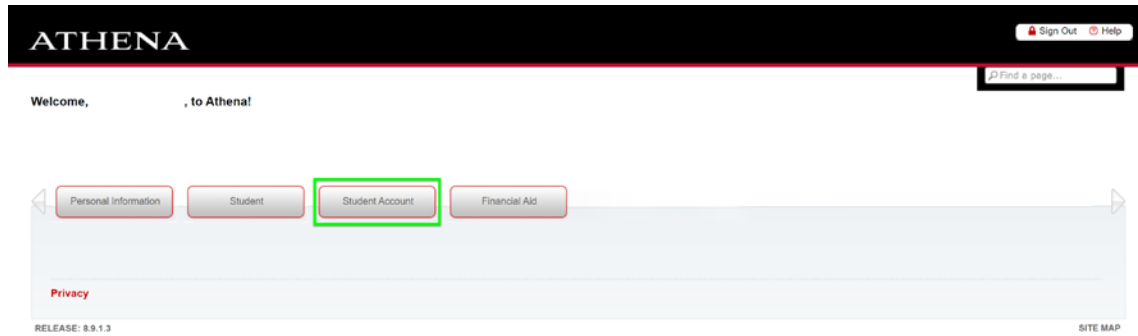 ATHENA
Sign Out Help
Find a page...
Welcome, , to Athena!
Personal Information Student Student Account Financial Aid
Privacy
RELEASE: 8.9.1.3 SITE MAP